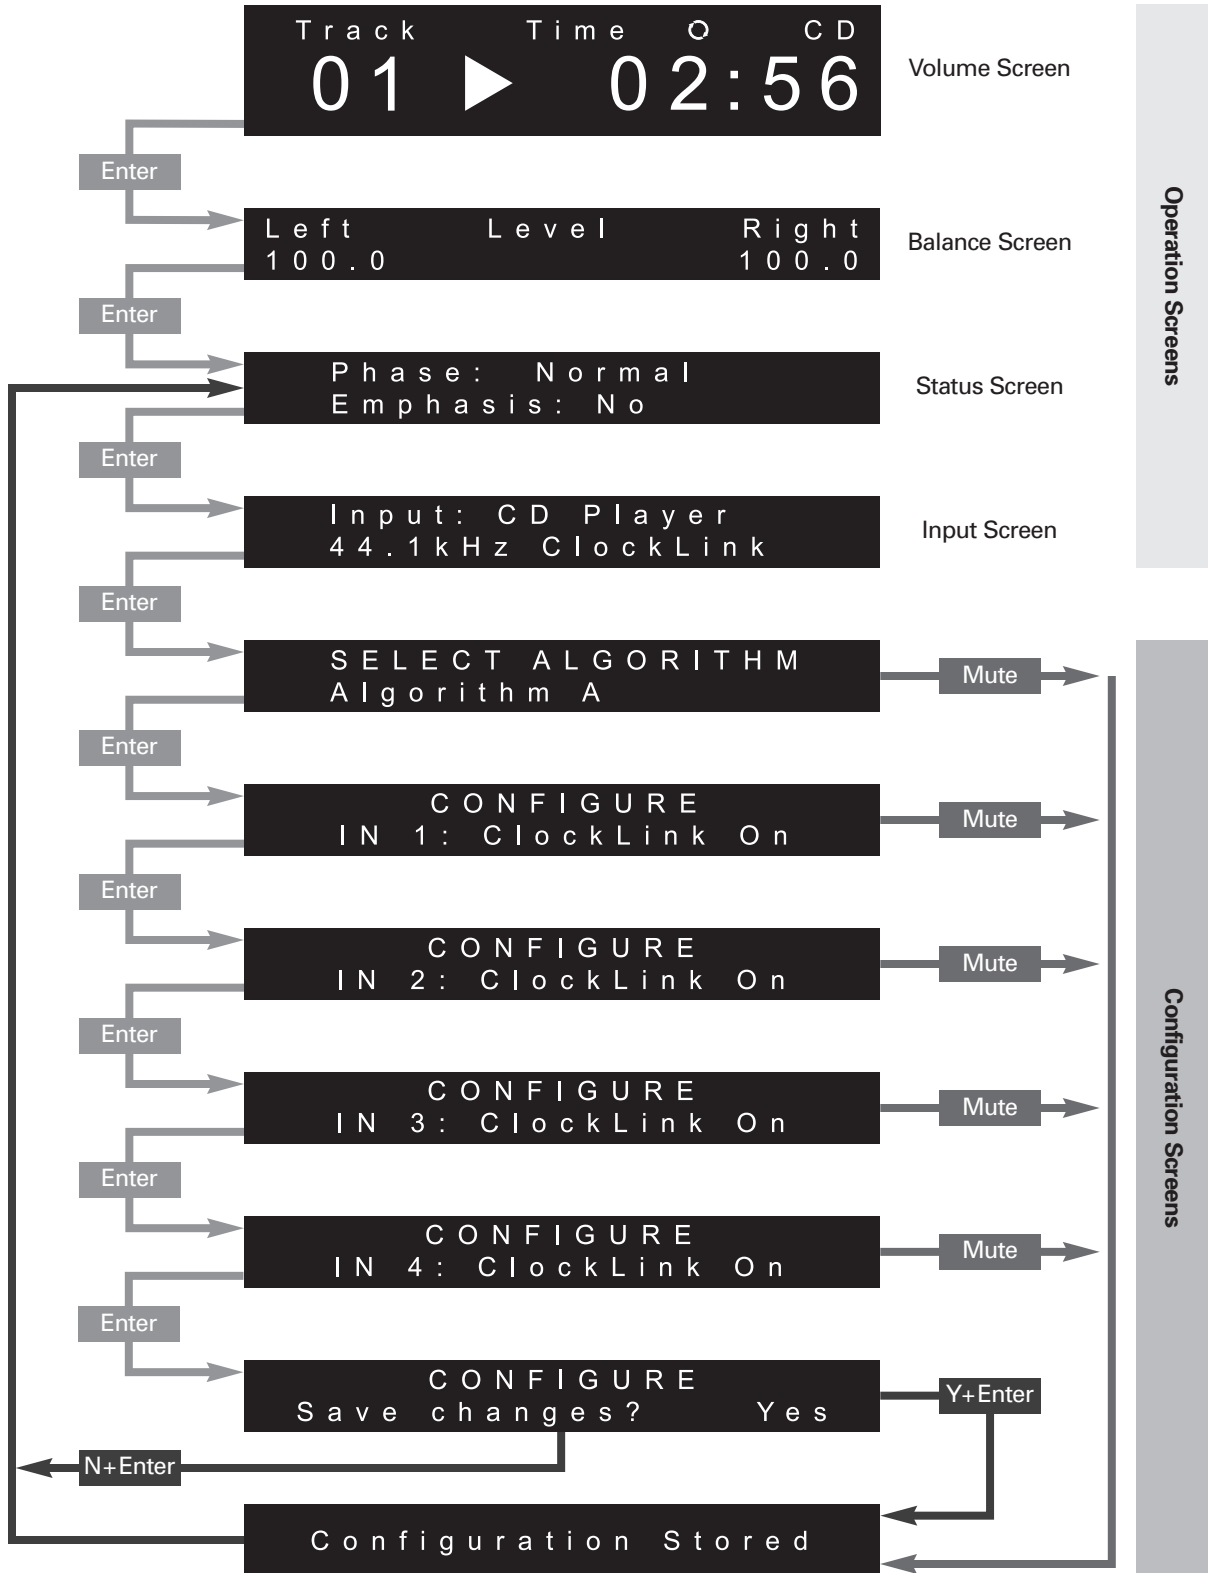 Track Time CD
01 02:56
Volume Screen
Enter
Left Level Right
100.0 100.0
Balance Screen
Enter
Phase: Normal
Emphasis: No
Status Screen
Enter
Input: CD Player
44.1kHz ClockLink
Input Screen
Operation Screens
Enter
SELECT ALGORITHM
Algorithm A
Mute
Enter
CONFIGURE
IN 1: ClockLink On
Mute
Enter
CONFIGURE
IN 2: ClockLink On
Mute
Enter
CONFIGURE
IN 3: ClockLink On
Mute
Enter
CONFIGURE
IN 4: ClockLink On
Mute
Enter
CONFIGURE
Save changes? Yes
Y+Enter
N+Enter
Configuration Stored
Configuration Screens